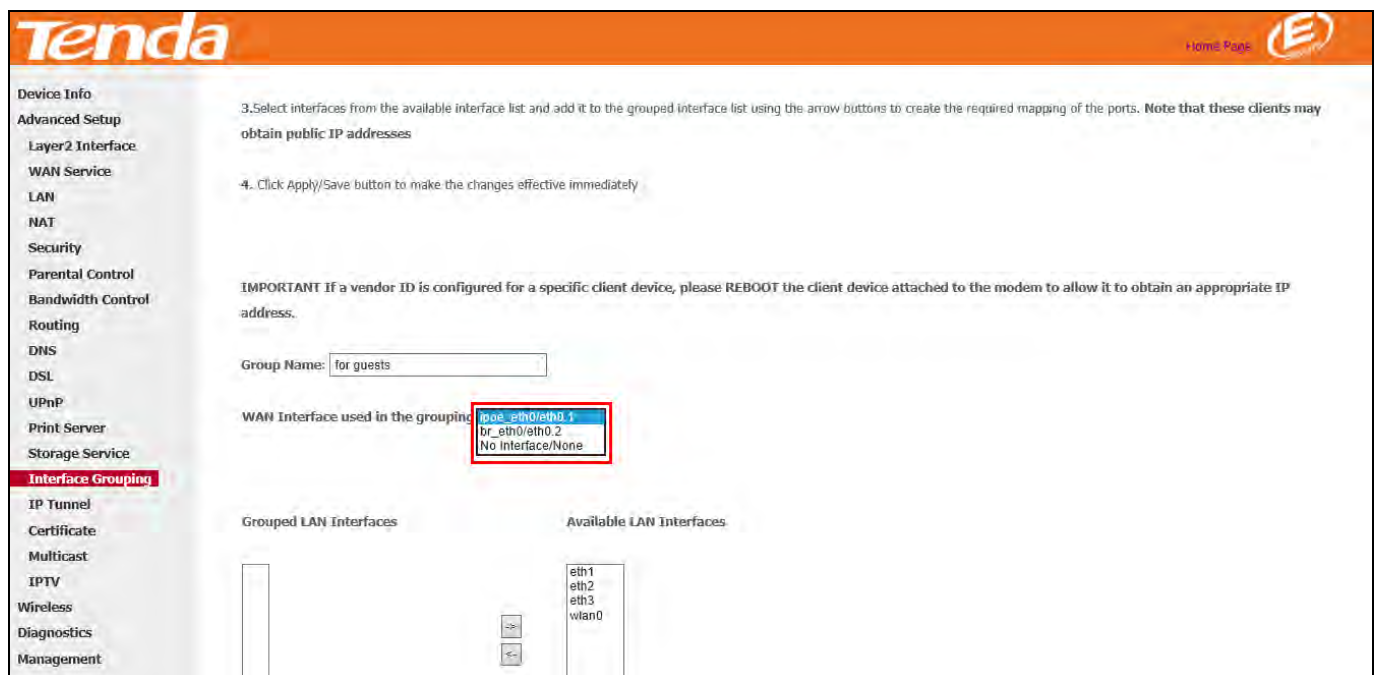 Tenda
Home Page
Device Info
Advanced Setup
Layer2 Interface
WAN Service
LAN
NAT
Security
Parental Control
Bandwidth Control
Routing
DNS
DSL
UPnP
Print Server
Storage Service
Interface Grouping
IP Tunnel
Certificate
Multicast
IPTV
Wireless
Diagnostics
Management
3.Select interfaces from the available interface list and add it to the grouped interface list using the arrow buttons to create the required mapping of the ports. Note that these clients may
obtain public IP addresses
4. Click Apply/Save button to make the changes effective immediately
IMPORTANT If a vendor ID is configured for a specific client device, please REBOOT the client device attached to the modem to allow it to obtain an appropriate IP
address.
Group Name: for guests
WAN Interface used in the grouping ipoe_eth0/eth0.1
br_eth0/eth0.2
No Interface/None
Grouped LAN Interfaces Available LAN Interfaces
eth1
eth2
eth3
wlan0
->
<-